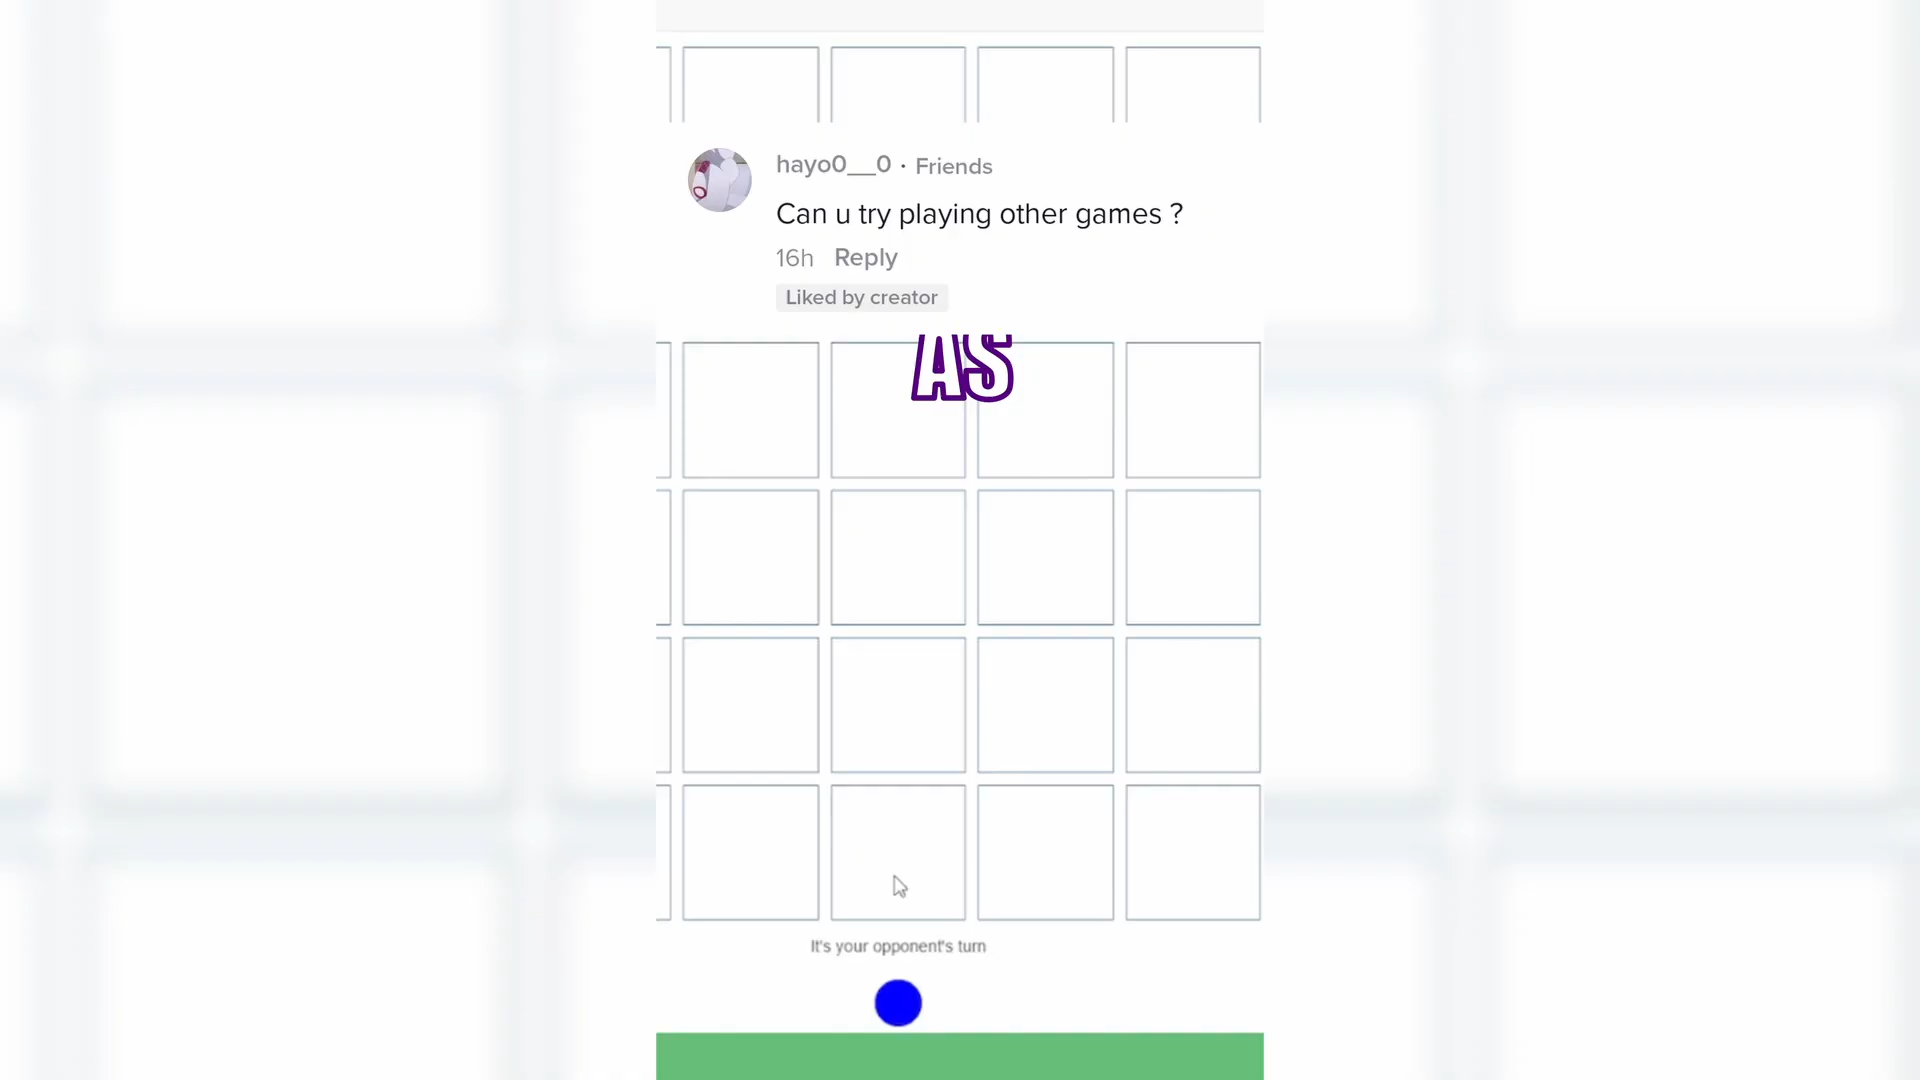 hayo0__0 · Friends
Can u try playing other games ?
16h Reply
Liked by creator
AS
It's your opponent's turn